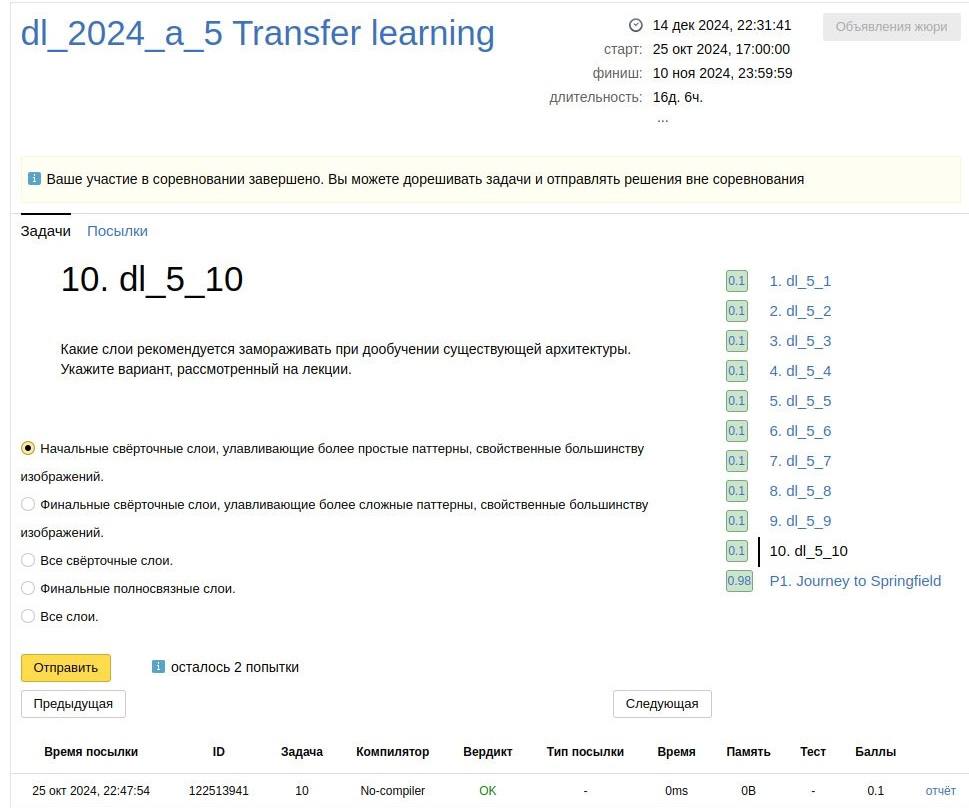 dl_2024_a_5 Transfer learning
14 дек 2024, 22:31:41
Объявления жюри
старт: 25 окт 2024, 17:00:00
финиш: 10 ноя 2024, 23:59:59
длительность: 16д. 6ч.
...
Ваше участие в соревновании завершено. Вы можете дорешивать задачи и отправлять решения вне соревнования
Задачи Посылки
10. dl_5_10
Какие слои рекомендуется замораживать при дообучении существующей архитектуры.
Укажите вариант, рассмотренный на лекции.
Начальные свёрточные слои, улавливающие более простые паттерны, свойственные большинству
изображений.
Финальные свёрточные слои, улавливающие более сложные паттерны, свойственные большинству
изображений.
Все свёрточные слои.
Финальные полносвязные слои.
Все слои.
Отправить осталось 2 попытки
Предыдущая Следующая
0.1 1. dl_5_1
0.1 2. dl_5_2
0.1 3. dl_5_3
0.1 4. dl_5_4
0.1 5. dl_5_5
0.1 6. dl_5_6
0.1 7. dl_5_7
0.1 8. dl_5_8
0.1 9. dl_5_9
0.1 10. dl_5_10
0.98 P1. Journey to Springfield
Время посылки ID Задача Компилятор Вердикт Тип посылки Время Память Тест Баллы
25 окт 2024, 22:47:54 122513941 10 No-compiler OK - 0ms 0B - 0.1 отчёт